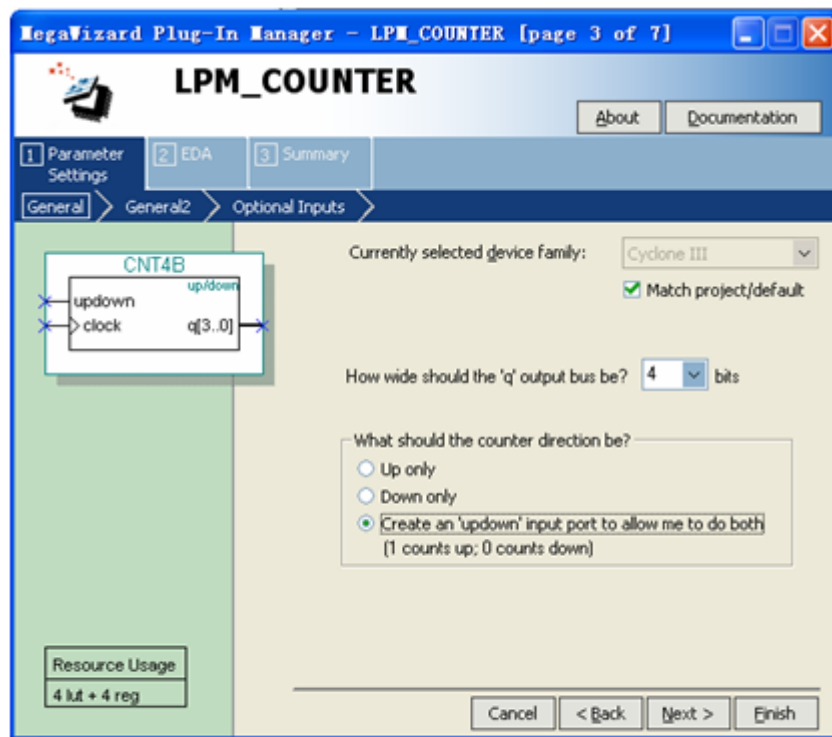 MegaWizard Plug-In Manager - LPM_COUNTER [page 3 of 7]
LPM_COUNTER
About
Documentation
1 Parameter Settings
2 EDA
3 Summary
General
General2
Optional Inputs
Currently selected device family:
Cyclone III
Match project/default
CNT4B
up/down
updown
clock
q[3..0]
How wide should the 'q' output bus be?
4
bits
What should the counter direction be?
Up only
Down only
Create an 'updown' input port to allow me to do both
(1 counts up; 0 counts down)
Resource Usage
4 lut + 4 reg
Cancel
< Back
Next >
Finish